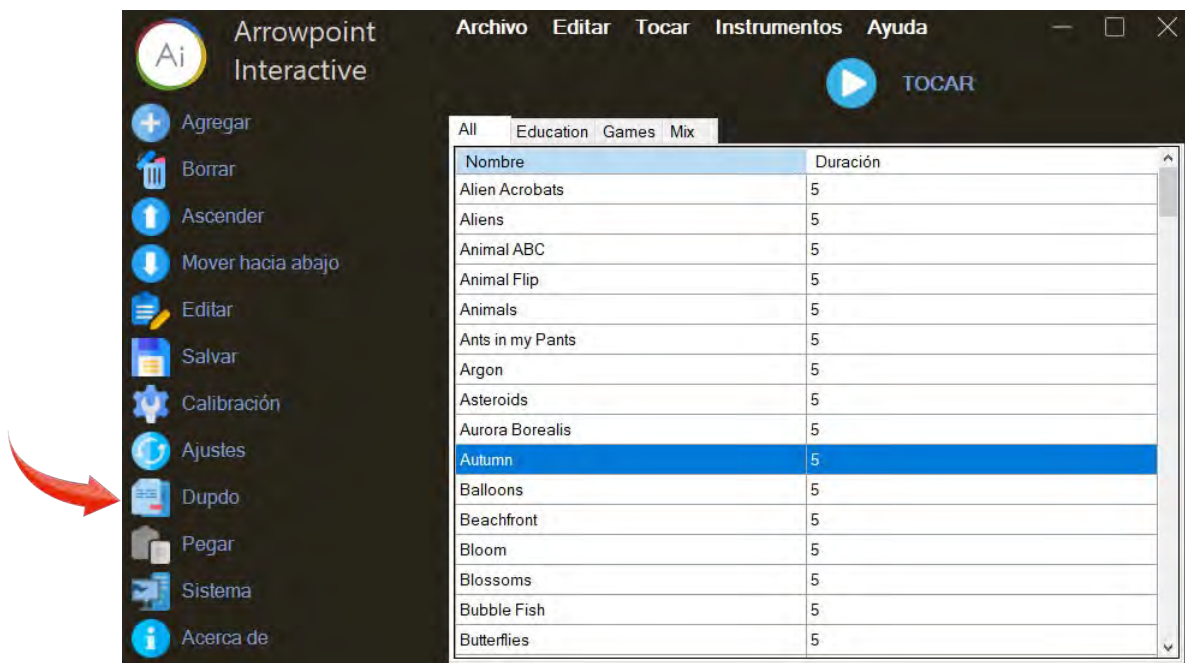 Ai
Arrowpoint
Interactive
Archivo Editar Tocar Instrumentos Ayuda
TOCAR
Agregar
Borrar
Ascender
Mover hacia abajo
Editar
Salvar
Calibración
Ajustes
Dupdo
Pegar
Sistema
Acerca de
All Education Games Mix
Nombre Duración
Alien Acrobats 5
Aliens 5
Animal ABC 5
Animal Flip 5
Animals 5
Ants in my Pants 5
Argon 5
Asteroids 5
Aurora Borealis 5
Autumn 5
Balloons 5
Beachfront 5
Bloom 5
Blossoms 5
Bubble Fish 5
Butterflies 5